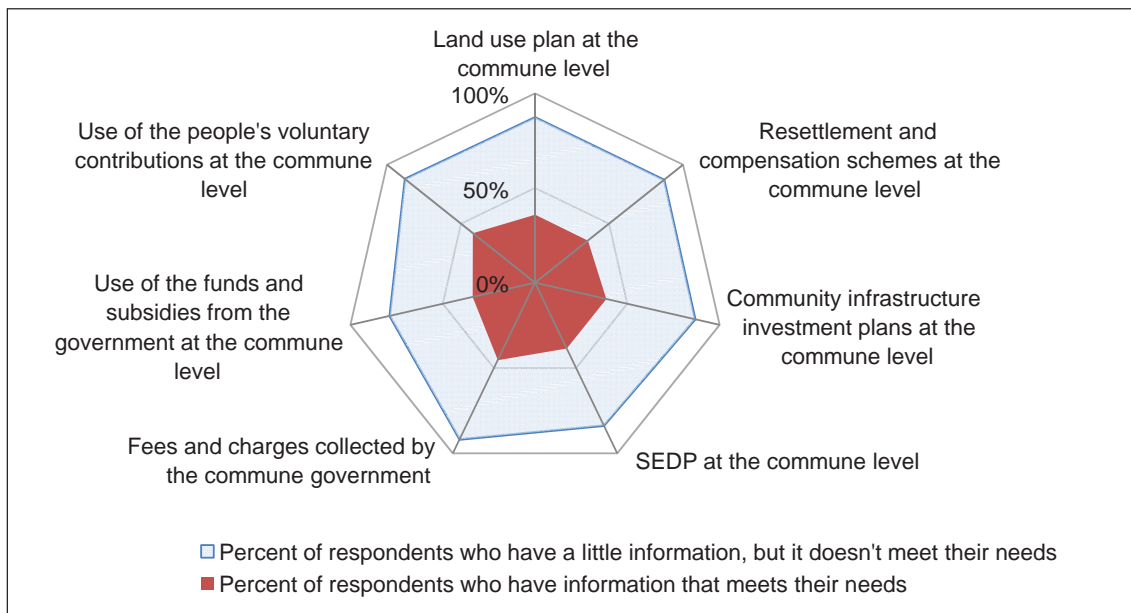 Land use plan at the
commune level
100%
Use of the people's voluntary
contributions at the commune
level
Resettlement and
compensation schemes at the
commune level
50%
0%
Use of the funds and
subsidies from the
government at the commune
level
Community infrastructure
investment plans at the
commune level
Fees and charges collected by
the commune government
SEDP at the commune level
Percent of respondents who have a little information, but it doesn't meet their needs
Percent of respondents who have information that meets their needs